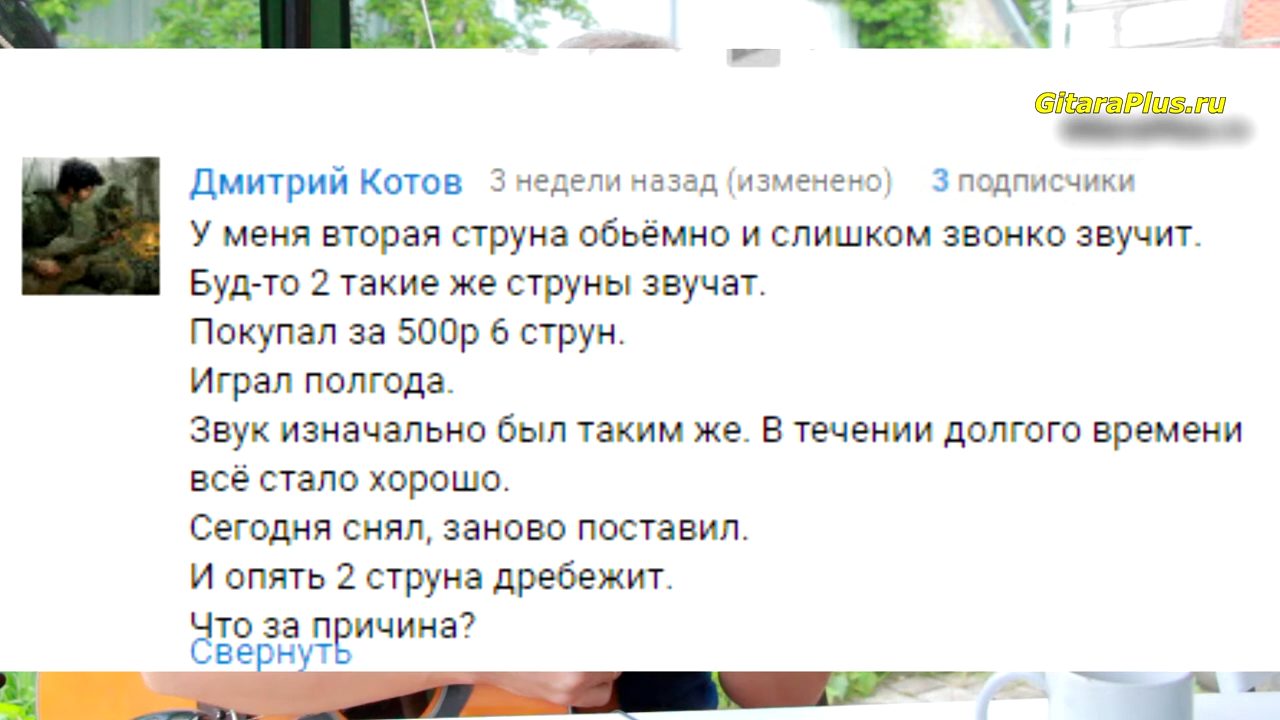 GitaraPlus.ru
Дмитрий Котов 3 недели назад (изменено) 3 подписчики
У меня вторая струна обьёмно и слишком звонко звучит.
Буд-то 2 такие же струны звучат.
Покупал за 500р 6 струн.
Играл полгода.
Звук изначально был таким же. В течении долгого времени
всё стало хорошо.
Сегодня снял, заново поставил.
И опять 2 струна дребежит.
Что за причина?
Свернуть